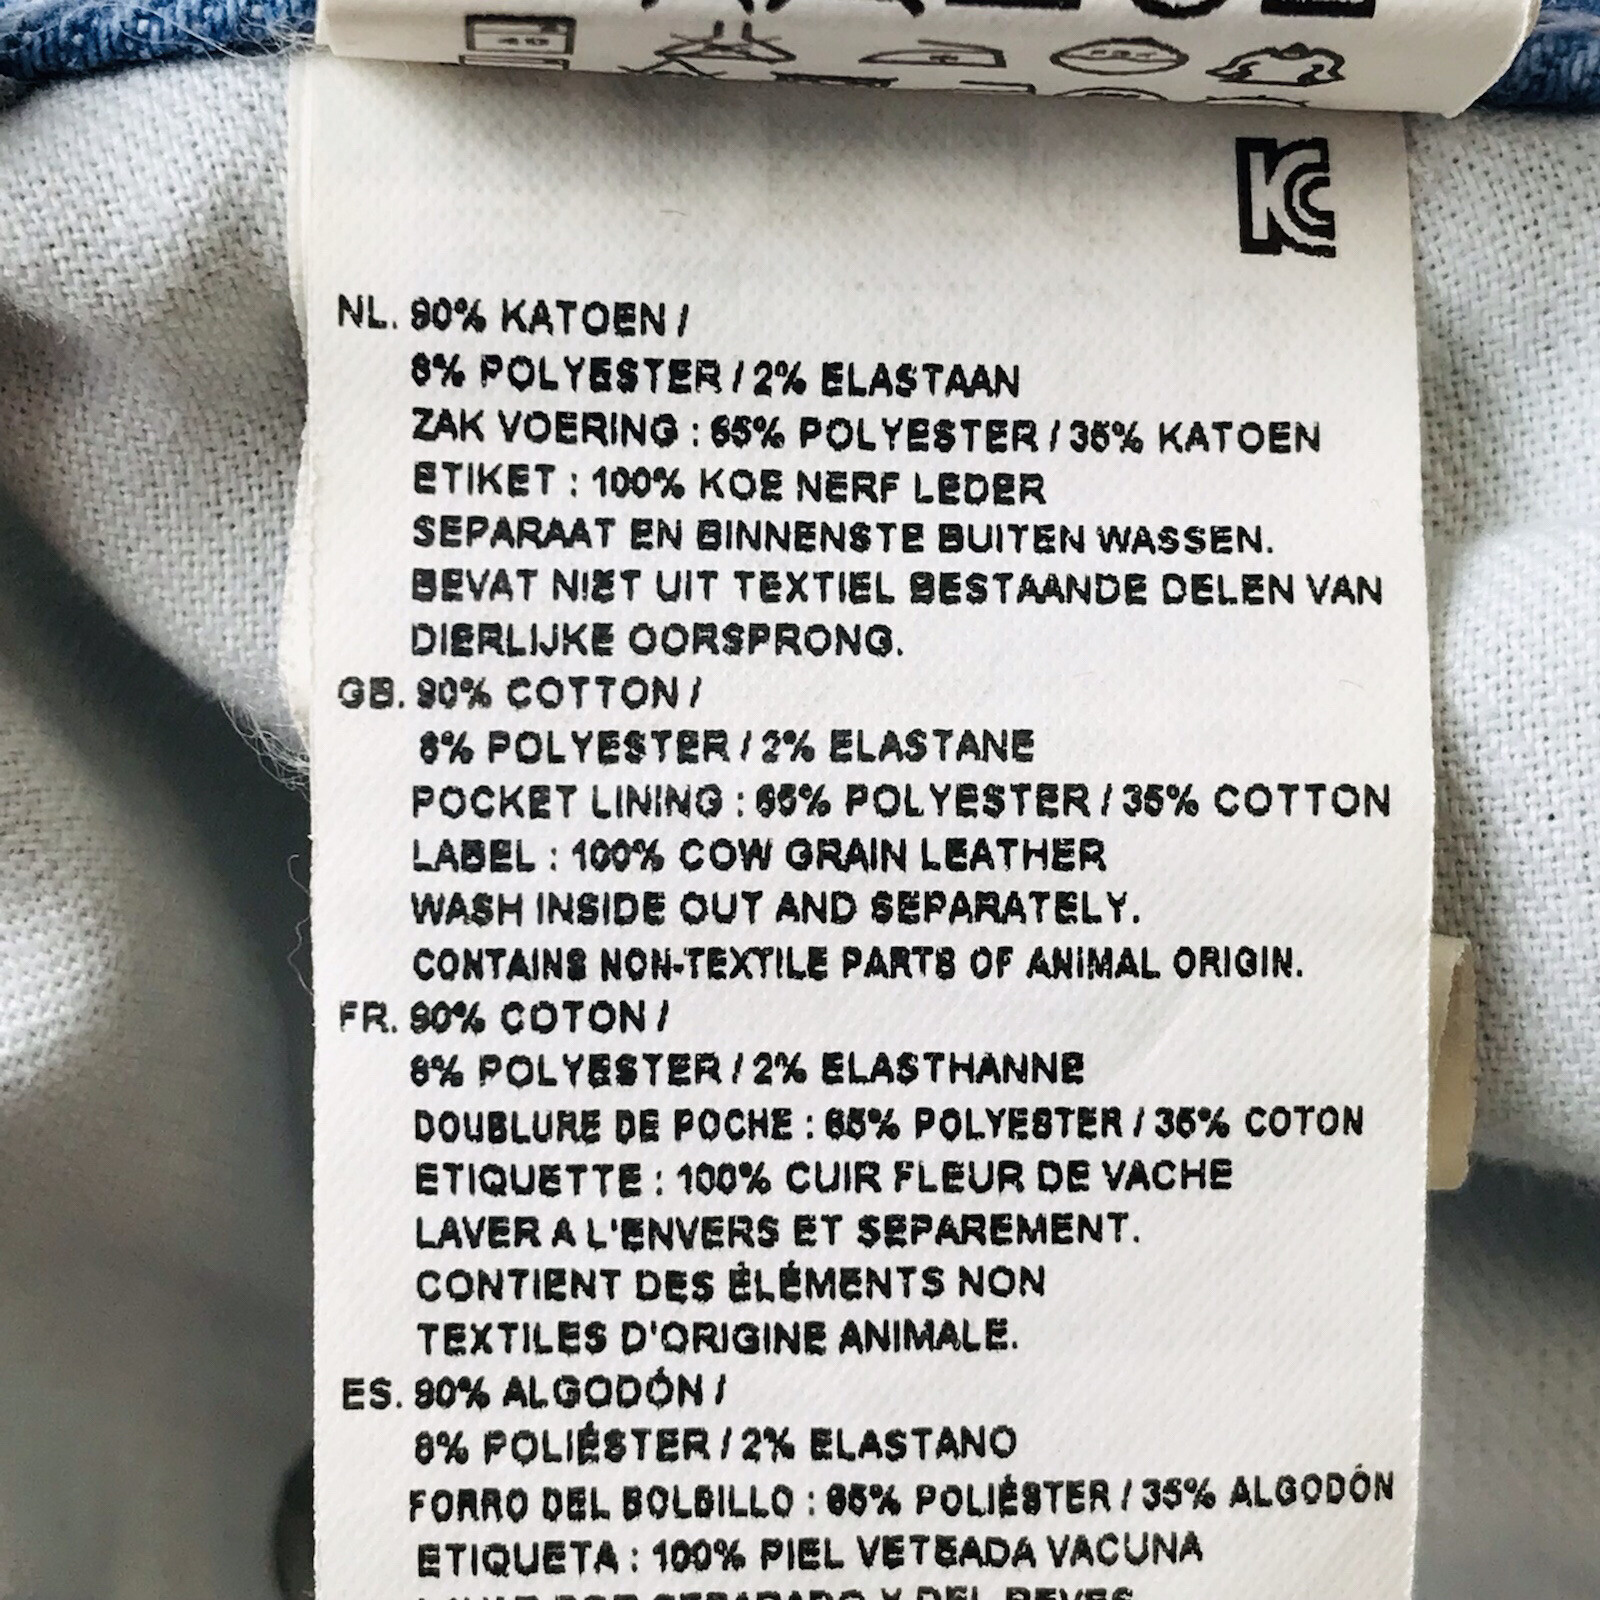 KC
NL. 90% KATOEN /
8% POLYESTER / 2% ELASTAAN
ZAK VOERING : 65% POLYESTER / 35% KATOEN
ETIKET : 100% KOE NERF LEDER
SEPARAAT EN BINNENSTE BUITEN WASSEN.
BEVAT NIET UIT TEXTIEL BESTAANDE DELEN VAN
DIERLIJKE OORSPRONG.
GB. 90% COTTON /
8% POLYESTER / 2% ELASTANE
POCKET LINING : 65% POLYESTER / 35% COTTON
LABEL : 100% COW GRAIN LEATHER
WASH INSIDE OUT AND SEPARATELY.
CONTAINS NON-TEXTILE PARTS OF ANIMAL ORIGIN.
FR. 90% COTON /
8% POLYESTER / 2% ELASTHANNE
DOUBLURE DE POCHE : 65% POLYESTER / 35% COTON
ETIQUETTE : 100% CUIR FLEUR DE VACHE
LAVER A L'ENVERS ET SEPAREMENT.
CONTIENT DES ÉLÉMENTS NON
TEXTILES D'ORIGINE ANIMALE.
ES. 90% ALGODÓN /
8% POLIÉSTER / 2% ELASTANO
FORRO DEL BOLSILLO : 65% POLIÉSTER / 35% ALGODÓN
ETIQUETA : 100% PIEL VETEADA VACUNA
SEPARADO Y DEL REVES